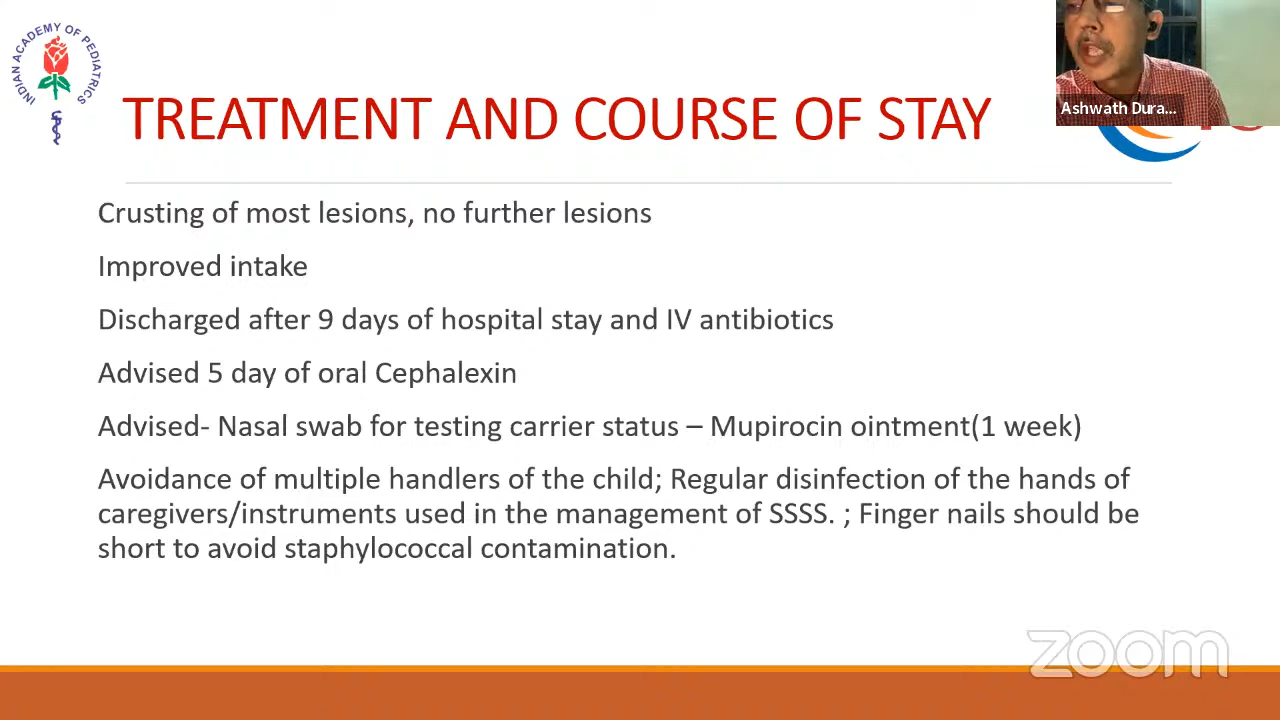 INDIAN ACADEMY OF PEDIATRICS
Ashwath Dura...
TREATMENT AND COURSE OF STAY
Crusting of most lesions, no further lesions
Improved intake
Discharged after 9 days of hospital stay and IV antibiotics
Advised 5 day of oral Cephalexin
Advised- Nasal swab for testing carrier status – Mupirocin ointment(1 week)
Avoidance of multiple handlers of the child; Regular disinfection of the hands of
caregivers/instruments used in the management of SSSS. ; Finger nails should be
short to avoid staphylococcal contamination.
zoom